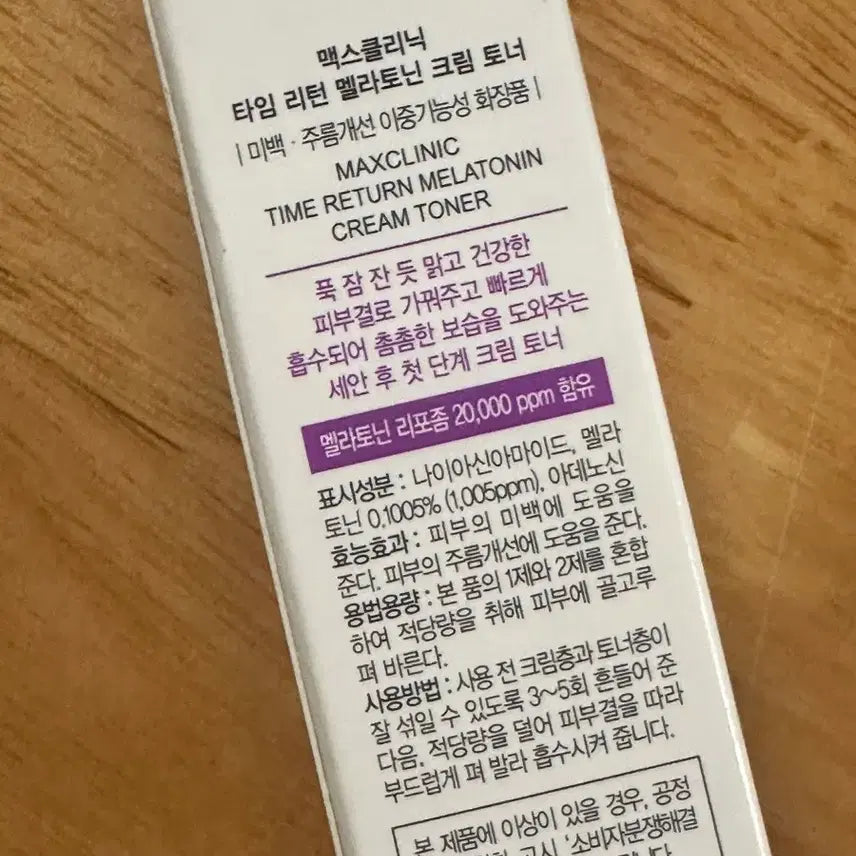 맥스클리닉
타임 리턴 멜라토닌 크림 토너
| 미백 · 주름개선 이중기능성 화장품 |
MAXCLINIC
TIME RETURN MELATONIN
CREAM TONER
푹 잠 잔 듯 맑고 건강한
피부결로 가꿔주고 빠르게
흡수되어 촘촘한 보습을 도와주는
세안 후 첫 단계 크림 토너
멜라토닌 리포좀 20,000 ppm 함유
표시성분 : 나이아신아마이드, 멜라
토닌 0.1005% (1,005ppm), 아데노신
효능효과 : 피부의 미백에 도움을
준다. 피부의 주름개선에 도움을 준다.
용법용량 : 본 품의 1제와 2제를 혼합
하여 적당량을 취해 피부에 골고루
펴 바른다.
사용방법 : 사용 전 크림층과 토너층이
잘 섞일 수 있도록 3~5회 흔들어 준
다음, 적당량을 덜어 피부결을 따라
부드럽게 펴 발라 흡수시켜 줍니다.
본 제품에 이상이 있을 경우, 공정
고시 '소비자분쟁해결